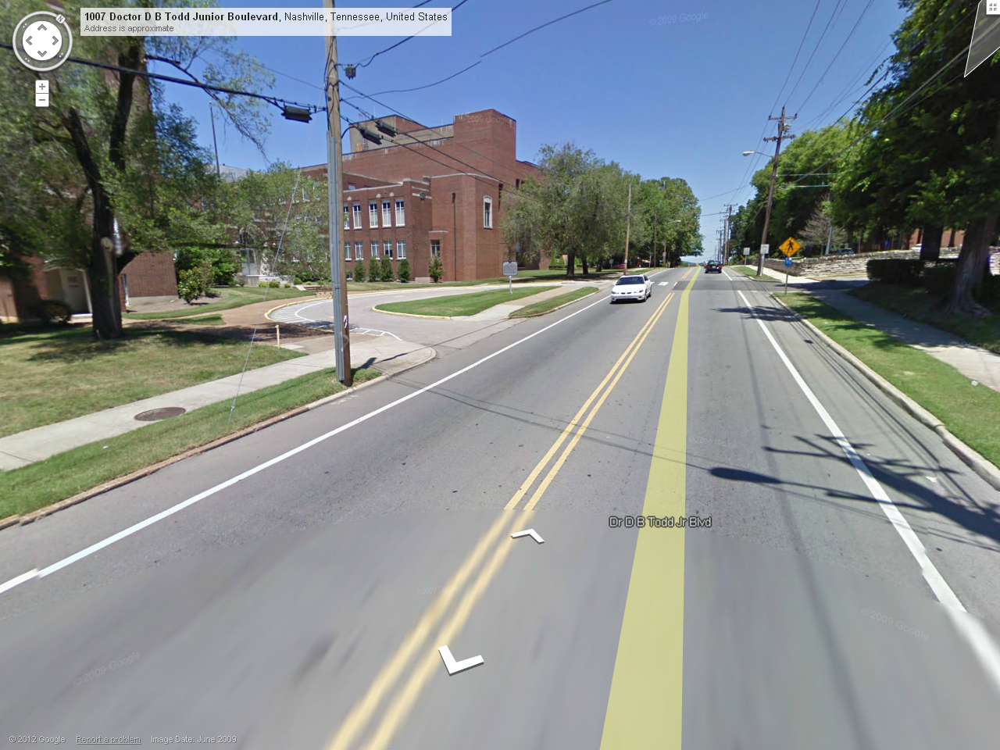 1007 Doctor D B Todd Junior Boulevard, Nashville, Tennessee, United States
Address is approximate
©2009 Google
N
+
−
Dr D B Todd Jr Blvd
©2009 Google
©2009 Google
© 2012 Google Report a problem Image Date: June 2009